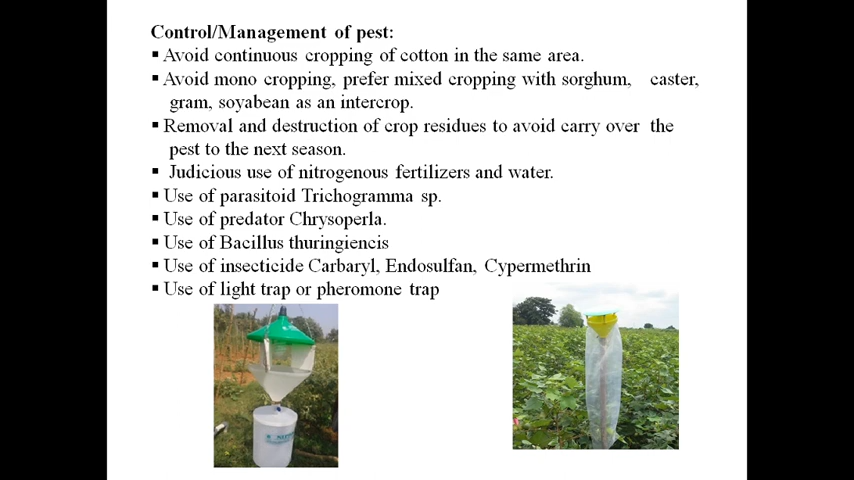 Control/Management of pest:
▪ Avoid continuous cropping of cotton in the same area.
▪ Avoid mono cropping, prefer mixed cropping with sorghum, caster,
gram, soyabean as an intercrop.
▪ Removal and destruction of crop residues to avoid carry over the
pest to the next season.
▪ Judicious use of nitrogenous fertilizers and water.
▪ Use of parasitoid Trichogramma sp.
▪ Use of predator Chrysoperla.
▪ Use of Bacillus thuringiencis
▪ Use of insecticide Carbaryl, Endosulfan, Cypermethrin
▪ Use of light trap or pheromone trap